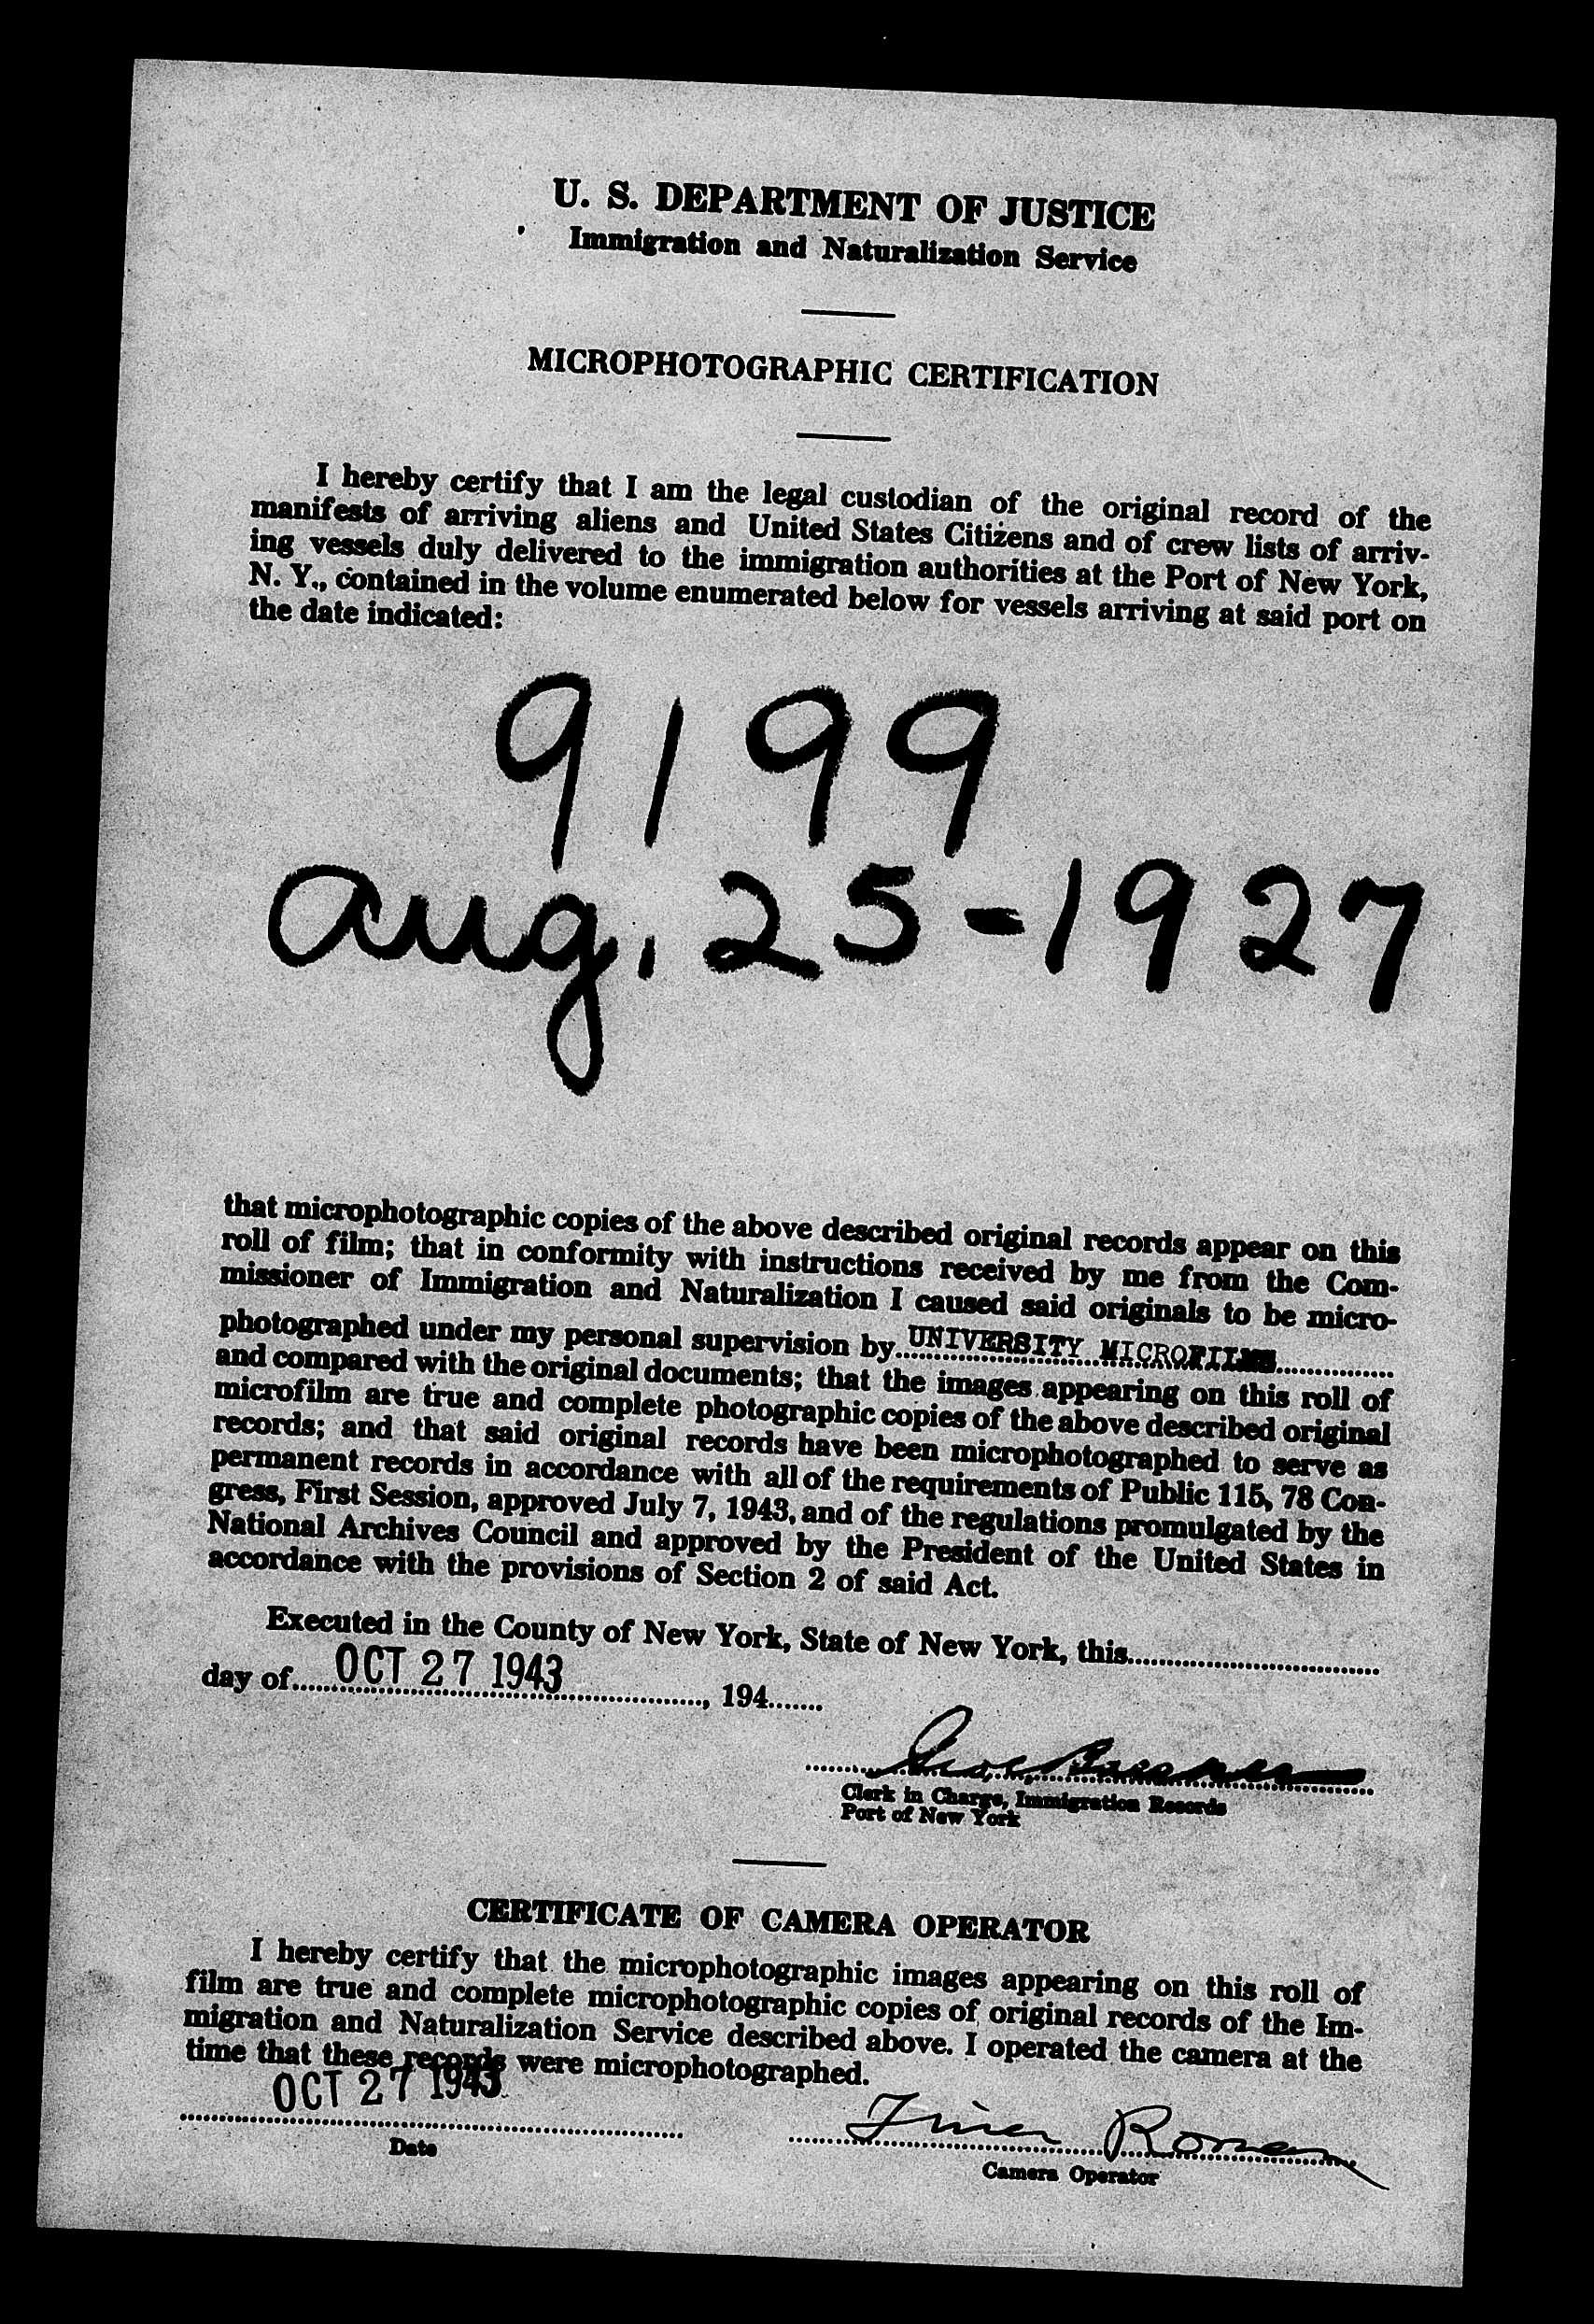 U. S. DEPARTMENT OF JUSTICE
Immigration and Naturalization Service
MICROPHOTOGRAPHIC CERTIFICATION
I hereby certify that I am the legal custodian of the original record of the
manifests of arriving aliens and United States Citizens and of crew lists of arriv-
ing vessels duly delivered to the immigration authorities at the Port of New York,
N. Y., contained in the volume enumerated below for vessels arriving at said port on
the date indicated:
9199
Aug. 25-1927
that microphotographic copies of the above described original records appear on this
roll of film; that in conformity with instructions received by me from the Com-
missioner of Immigration and Naturalization I caused said originals to be micro-
photographed under my personal supervision by UNIVERSITY MICROFILMS
and compared with the original documents; that the images appearing on this roll of
microfilm are true and complete photographic copies of the above described original
records; and that said original records have been microphotographed to serve as
permanent records in accordance with all of the requirements of Public 115, 78 Con-
gress, First Session, approved July 7, 1943, and of the regulations promulgated by the
National Archives Council and approved by the President of the United States in
accordance with the provisions of Section 2 of said Act.
Executed in the County of New York, State of New York, this
day of OCT 27 1943, 194
Clerk in Charge, Immigration Records
Port of New York
CERTIFICATE OF CAMERA OPERATOR
I hereby certify that the microphotographic images appearing on this roll of
film are true and complete microphotographic copies of original records of the Im-
migration and Naturalization Service described above. I operated the camera at the
time that these records were microphotographed.
OCT 27 1943
Date
Camera Operator